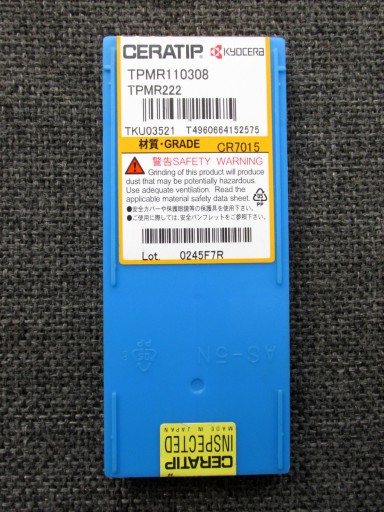 CERATIP® KYOCERA
TPMR110308
TPMR222
TKU03521 T4960664152575
材質・GRADE CR7015
警告SAFETY WARNING
Grinding of this product will produce
dust that may be potentially hazardous.
Use adequate ventilation. Read the
applicable material safety data sheet.
PP
●安全カバーや保護眼鏡等の保護具を使用下さい。
●ご使用に際しては、安全パンフレットをご参照下さい。
Lot. 0245F7R
AS-5N
CERATIP
INSPECTED
MADE IN JAPAN